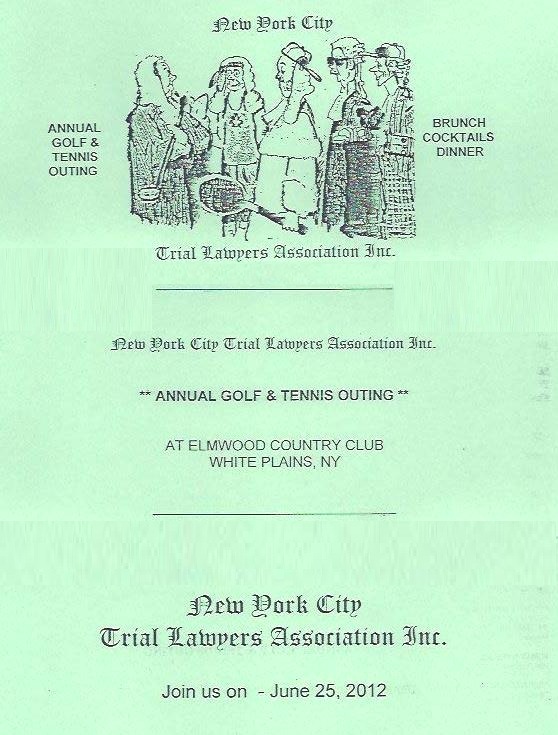 New York City
ANNUAL
GOLF &
TENNIS
OUTING
BRUNCH
COCKTAILS
DINNER
Trial Lawyers Association Inc.
New York City Trial Lawyers Association Inc.
** ANNUAL GOLF & TENNIS OUTING **
AT ELMWOOD COUNTRY CLUB
WHITE PLAINS, NY
New York City
Trial Lawyers Association Inc.
Join us on - June 25, 2012